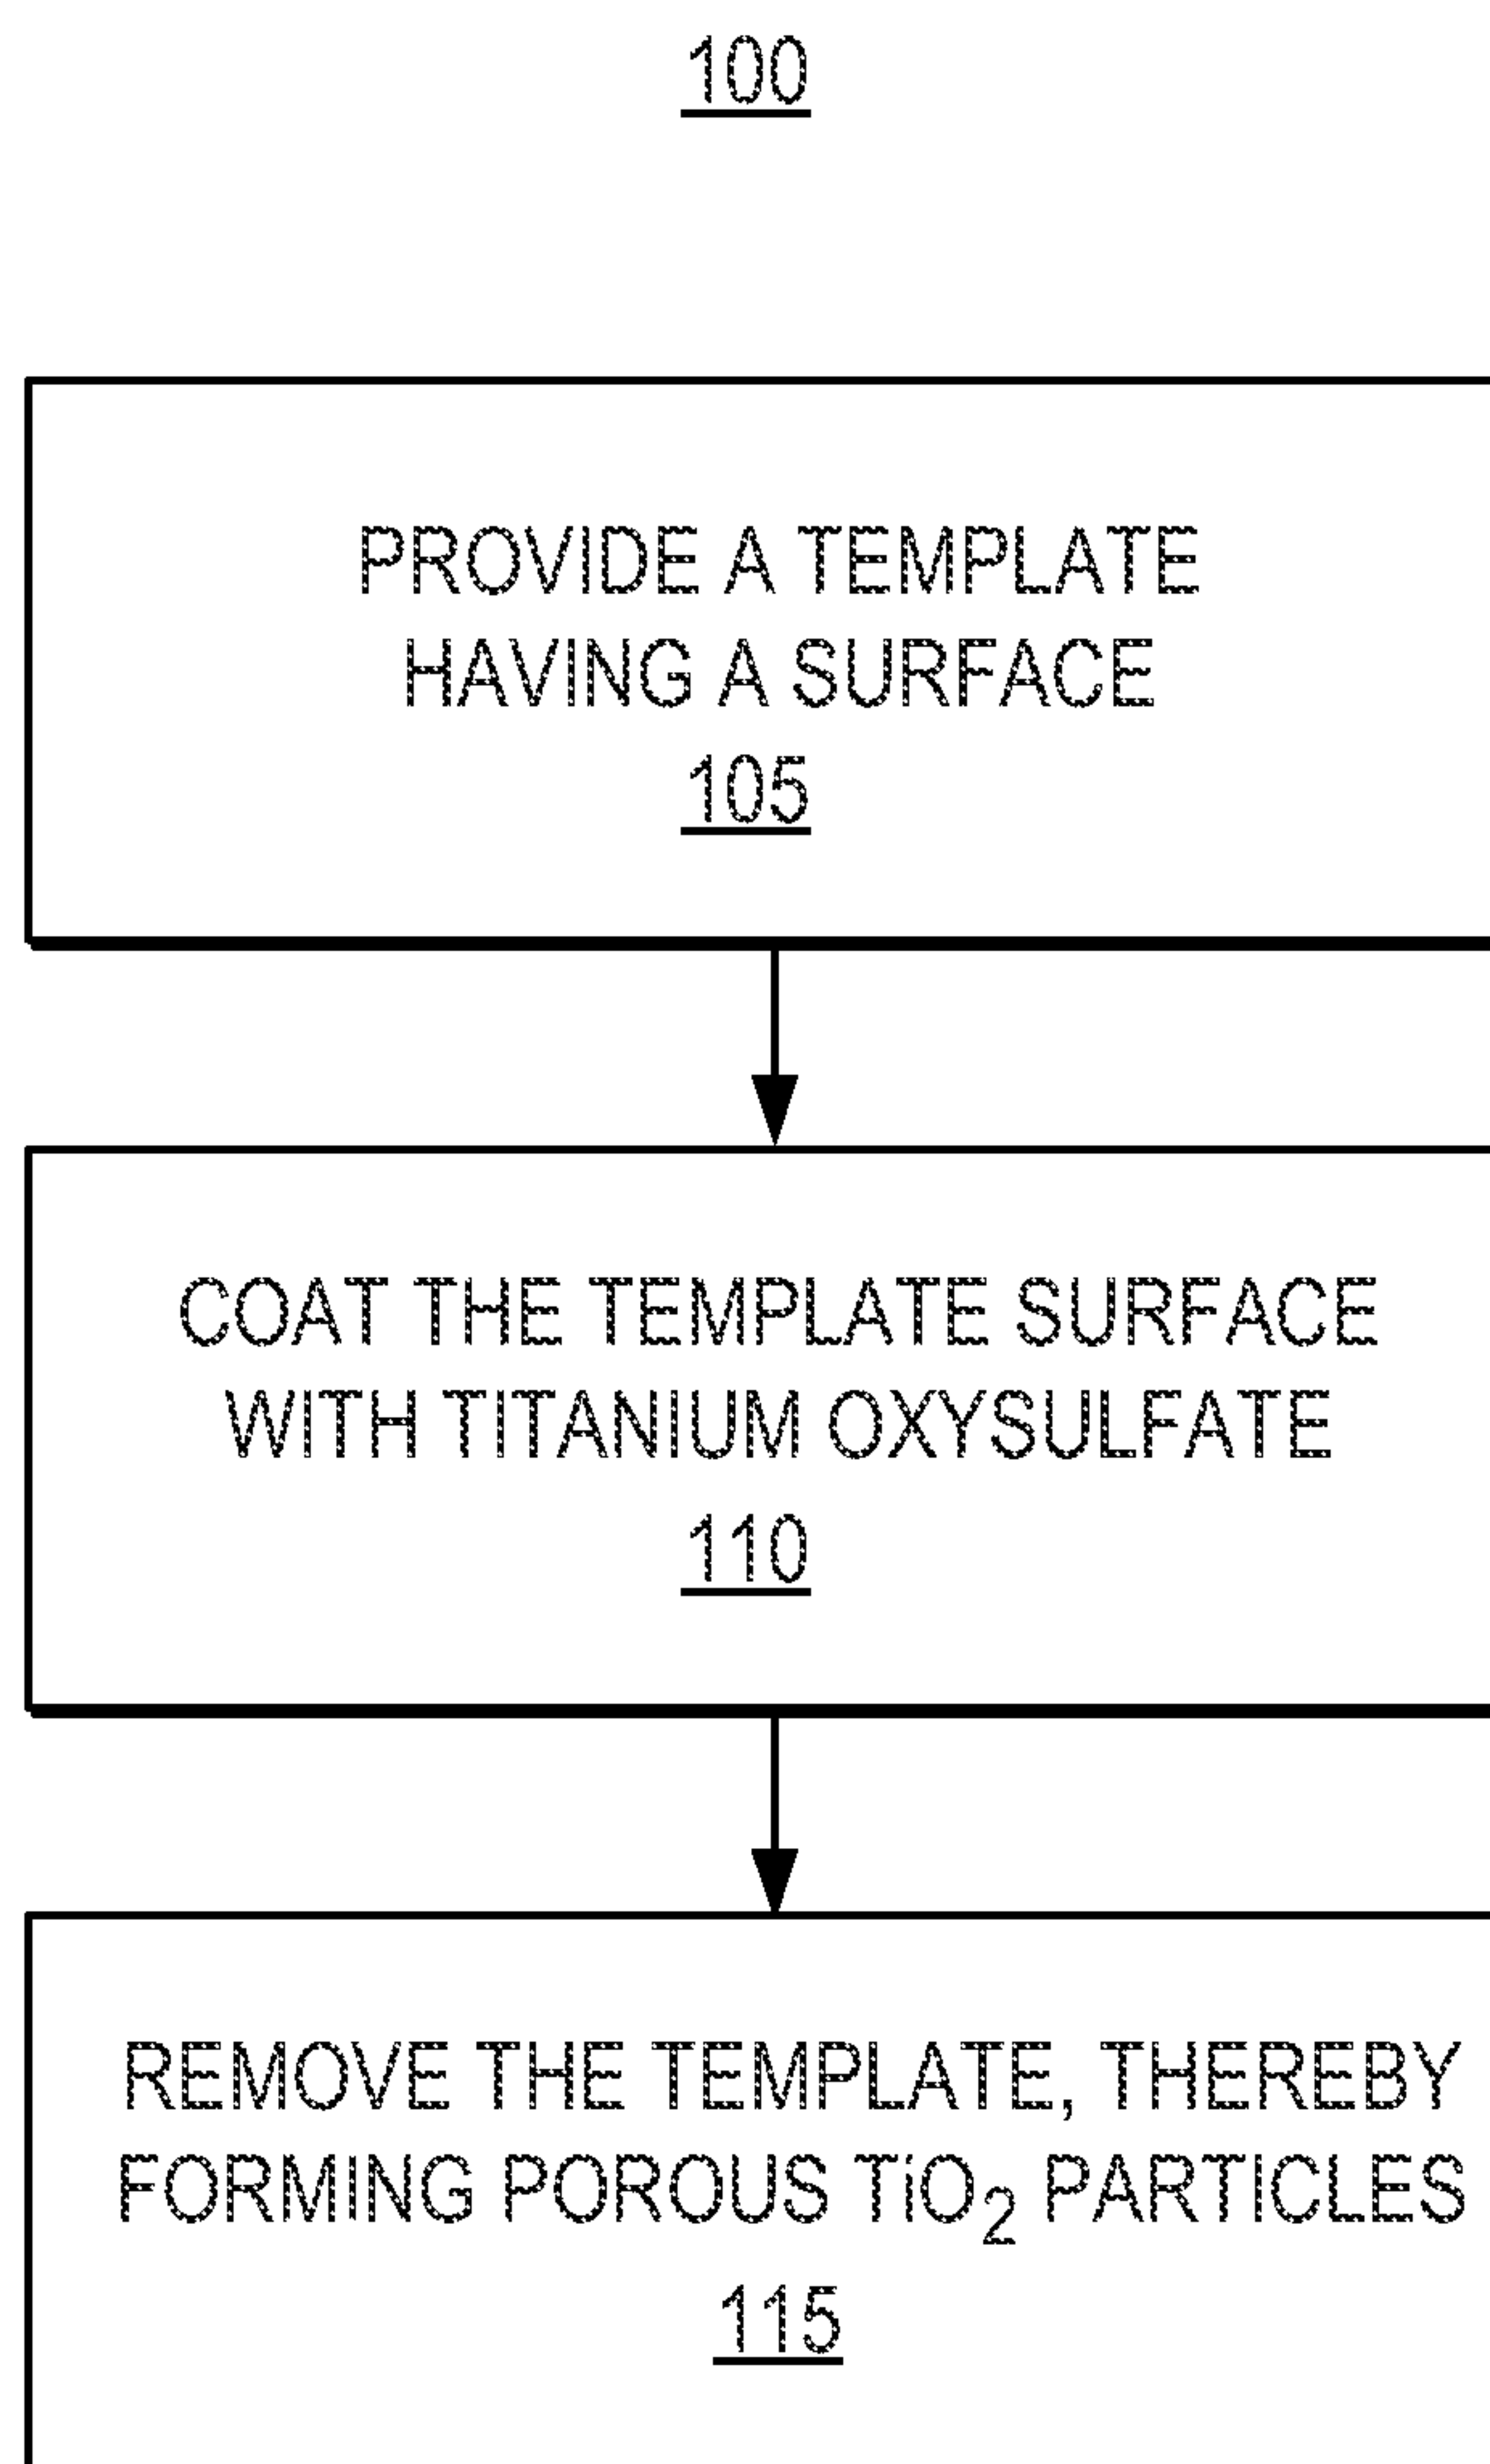 100
PROVIDE A TEMPLATE
HAVING A SURFACE
105
COAT THE TEMPLATE SURFACE
WITH TITANIUM OXYSULFATE
110
REMOVE THE TEMPLATE, THEREBY
FORMING POROUS TiO₂ PARTICLES
115